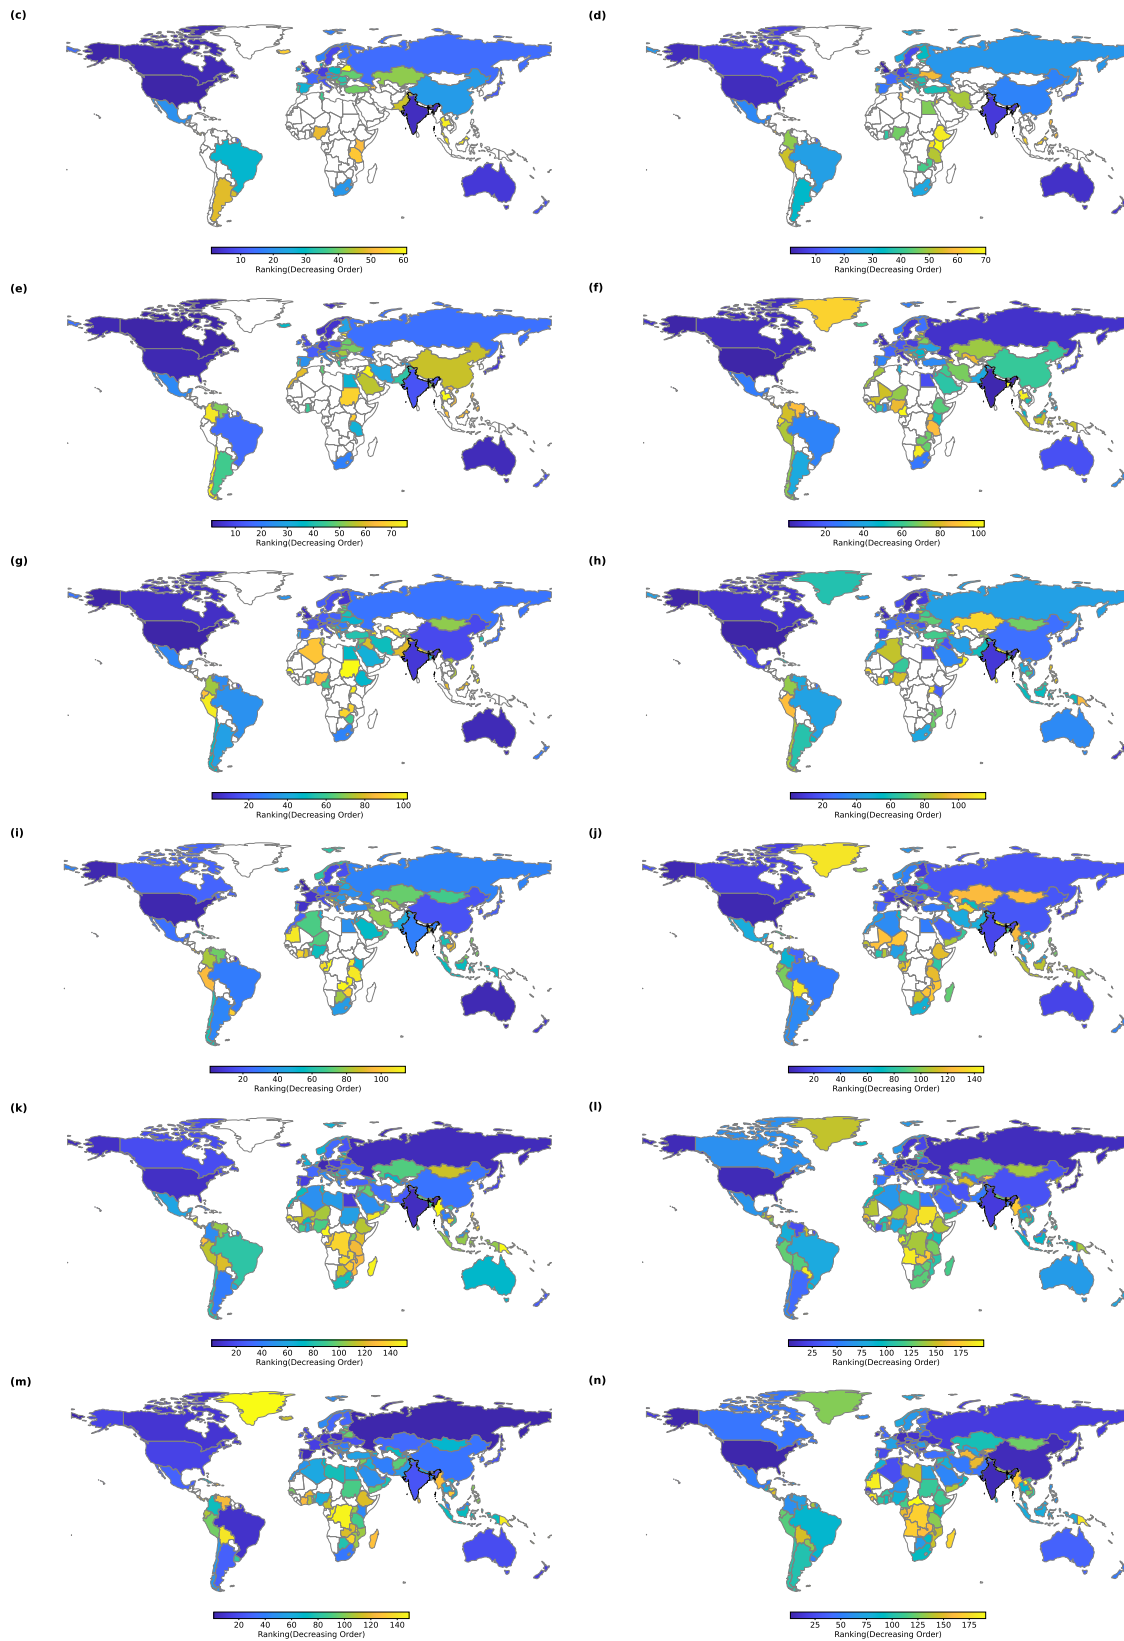 (c)
(d)
10 20 30 40 50 60
Ranking(Decreasing Order)
10 20 30 40 50 60 70
Ranking(Decreasing Order)
(e)
(f)
10 20 30 40 50 60 70
Ranking(Decreasing Order)
20 40 60 80 100
Ranking(Decreasing Order)
(g)
(h)
20 40 60 80 100
Ranking(Decreasing Order)
20 40 60 80 100
Ranking(Decreasing Order)
(i)
(j)
20 40 60 80 100
Ranking(Decreasing Order)
20 40 60 80 100 120 140
Ranking(Decreasing Order)
(k)
(l)
20 40 60 80 100 120 140
Ranking(Decreasing Order)
25 50 75 100 125 150 175
Ranking(Decreasing Order)
(m)
(n)
20 40 60 80 100 120 140
Ranking(Decreasing Order)
25 50 75 100 125 150 175
Ranking(Decreasing Order)